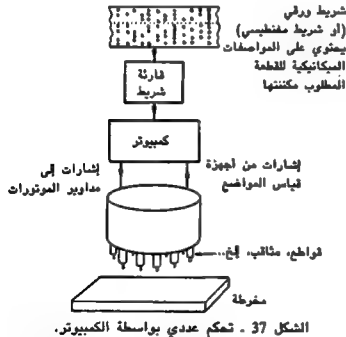 شريط ورقي
(أو شريط مغنطيسي)
يحتوي على المواصفات
الميكانيكية للقطعة
المطلوب مكننتها
قارئة
شريط
كمبيوتر
إشارات من أجهزة
قياس المواضع
إشارات إلى
مداوير الموتورات
قواطع، مثاقب، إلخ...
مخرطة
الشكل 37 - تحكم عددي بواسطة الكمبيوتر.